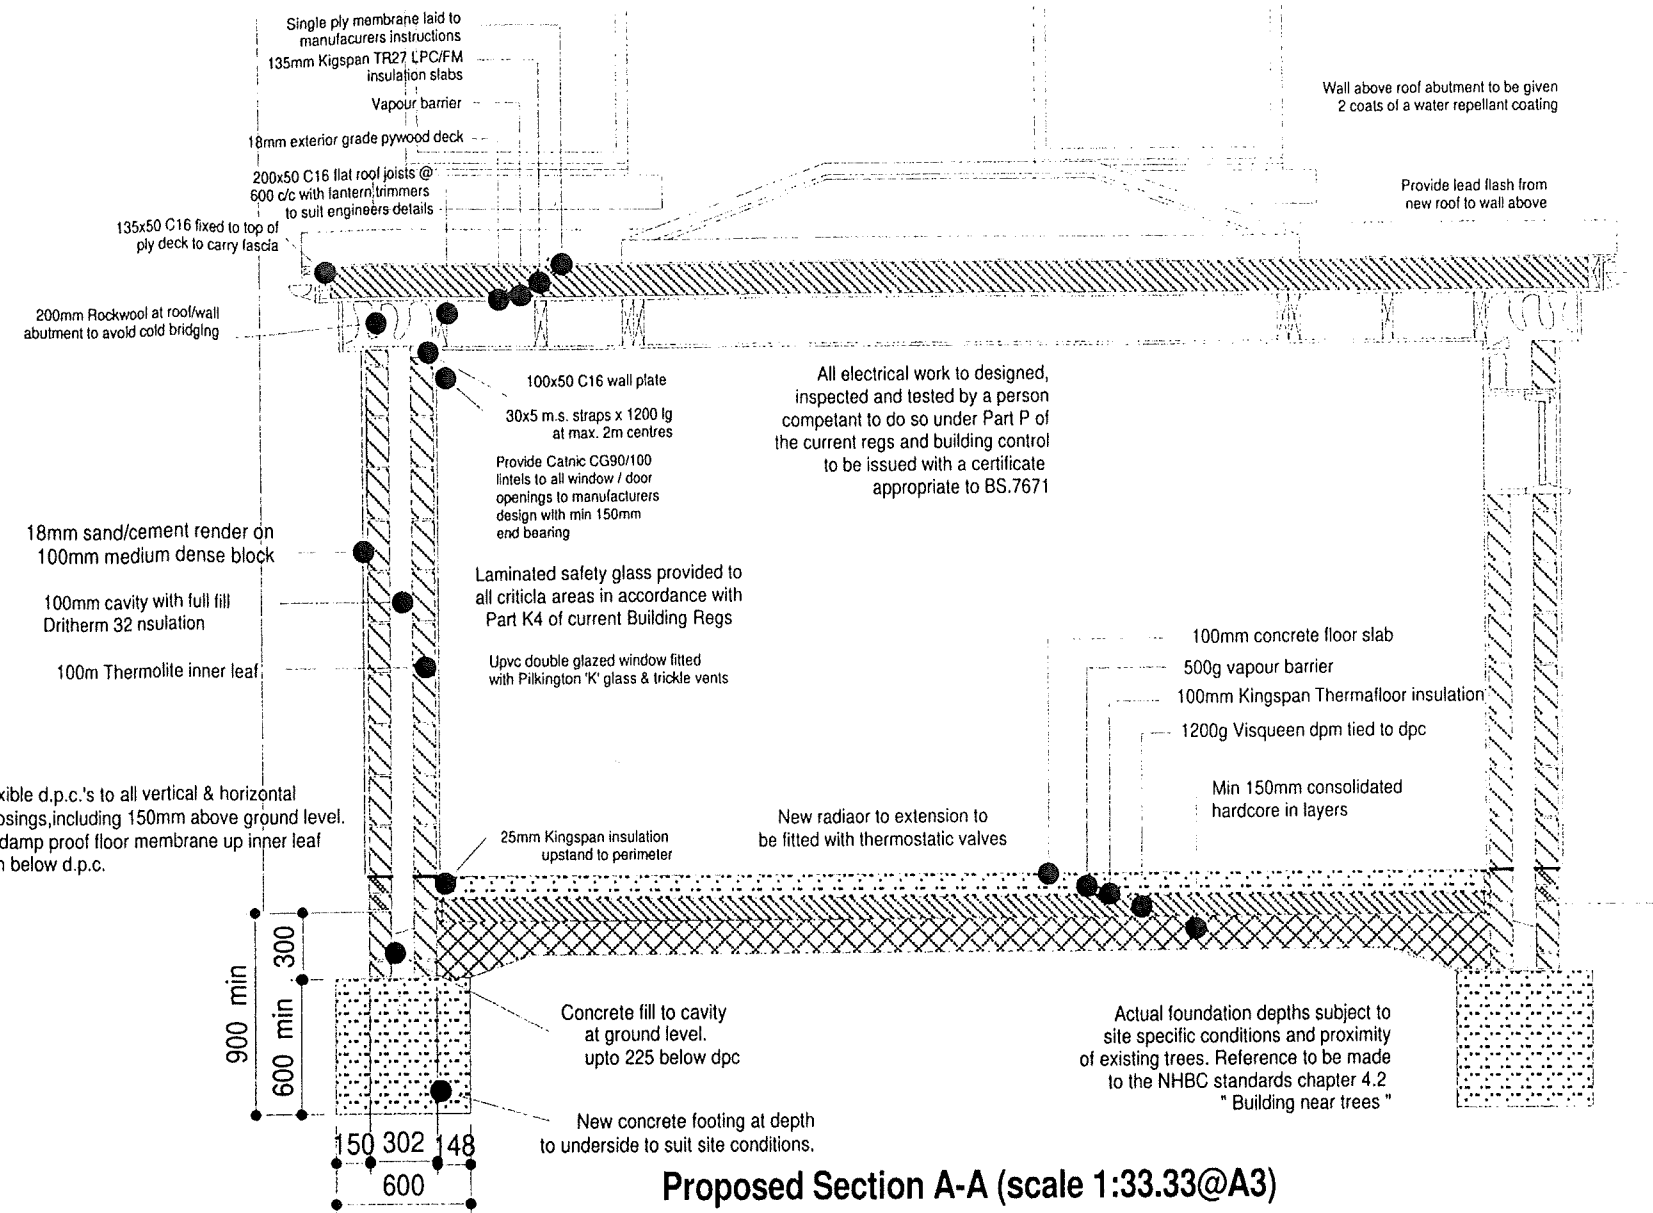 Single ply membrane laid to
manufacurers instructions
135mm Kigspan TR27 LPC/FM
insulation slabs
Vapour barrier
18mm exterior grade pywood deck
200x50 C16 flat roof joists @
600 c/c with lantern trimmers
to suit engineers details
135x50 C16 fixed to top of
ply deck to carry fascia
200mm Rockwool at roof/wall
abutment to avoid cold bridging
Wall above roof abutment to be given
2 coats of a water repellant coating
Provide lead flash from
new roof to wall above
100x50 C16 wall plate
30x5 m.s. straps x 1200 lg
at max. 2m centres
Provide Catnic CG90/100
lintels to all window / door
openings to manufacturers
design with min 150mm
end bearing
All electrical work to designed,
inspected and tested by a person
competant to do so under Part P of
the current regs and building control
to be issued with a certificate
appropriate to BS.7671
18mm sand/cement render on
100mm medium dense block
100mm cavity with full fill
Dritherm 32 nsulation
100m Thermolite inner leaf
Laminated safety glass provided to
all criticla areas in accordance with
Part K4 of current Building Regs
Upvc double glazed window fitted
with Pilkington 'K' glass & trickle vents
100mm concrete floor slab
500g vapour barrier
100mm Kingspan Thermafloor insulation
1200g Visqueen dpm tied to dpc
Min 150mm consolidated
hardcore in layers
xible d.p.c.'s to all vertical & horizontal
osings,including 150mm above ground level.
damp proof floor membrane up inner leaf
below d.p.c.
25mm Kingspan insulation
upstand to perimeter
New radiaor to extension to
be fitted with thermostatic valves
300
900 min
600 min
Concrete fill to cavity
at ground level.
upto 225 below dpc
New concrete footing at depth
to underside to suit site conditions.
Actual foundation depths subject to
site specific conditions and proximity
of existing trees. Reference to be made
to the NHBC standards chapter 4.2
" Building near trees "
150 302 148
600
Proposed Section A-A (scale 1:33.33@A3)